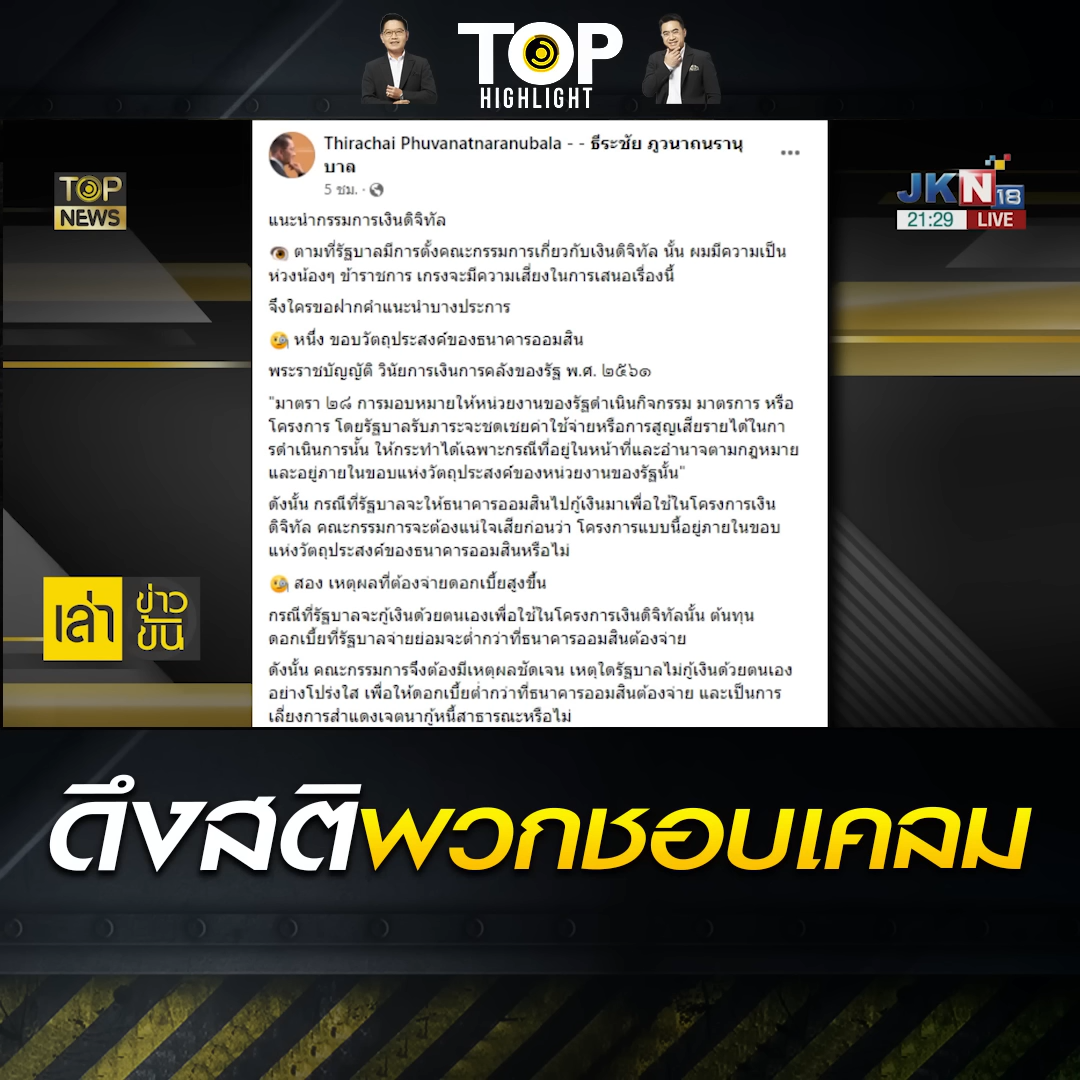 TOP
HIGHLIGHT
Thirachai Phuvanatnaranubala - - ธีระชัย ภูวนาถนรานุ
บาล
5 ชม. ·
TOP
NEWS
JKN18
21:29 LIVE
แนะนำกรรมการเงินดิจิทัล
ตามที่รัฐบาลมีการตั้งคณะกรรมการเกี่ยวกับเงินดิจิทัล นั้น ผมมีความเป็น
ห่วงน้องๆ ข้าราชการ เกรงจะมีความเสี่ยงในการเสนอเรื่องนี้
จึงใคร่ขอฝากคำแนะนำบางประการ
หนึ่ง ขอบวัตถุประสงค์ของธนาคารออมสิน
พระราชบัญญัติ วินัยการเงินการคลังของรัฐ พ.ศ. ๒๕๖๑
"มาตรา ๒๘ การมอบหมายให้หน่วยงานของรัฐดำเนินกิจกรรม มาตรการ หรือ
โครงการ โดยรัฐบาลรับภาระจะชดเชยค่าใช้จ่ายหรือการสูญเสียรายได้ในกา
รดำเนินการนั้น ให้กระทำได้เฉพาะกรณีที่อยู่ในหน้าที่และอำนาจตามกฎหมาย
และอยู่ภายในขอบแห่งวัตถุประสงค์ของหน่วยงานของรัฐนั้น"
ดังนั้น กรณีที่รัฐบาลจะให้ธนาคารออมสินไปกู้เงินมาเพื่อใช้ในโครงการเงิน
ดิจิทัล คณะกรรมการจะต้องแน่ใจเสียก่อนว่า โครงการแบบนี้อยู่ภายในขอบ
แห่งวัตถุประสงค์ของธนาคารออมสินหรือไม่
สอง เหตุผลที่ต้องจ่ายดอกเบี้ยสูงขึ้น
กรณีที่รัฐบาลจะกู้เงินด้วยตนเองเพื่อใช้ในโครงการเงินดิจิทัลนั้น ต้นทุน
ดอกเบี้ยที่รัฐบาลจ่ายย่อมจะต่ำกว่าที่ธนาคารออมสินต้องจ่าย
ดังนั้น คณะกรรมการจึงต้องมีเหตุผลชัดเจน เหตุใดรัฐบาลไม่กู้เงินด้วยตนเอง
อย่างโปร่งใส เพื่อให้ดอกเบี้ยต่ำกว่าที่ธนาคารออมสินต้องจ่าย และเป็นการ
เลี่ยงการสำแดงเจตนากู้หนี้สาธารณะหรือไม่
เล่า
ข่าว
ข้น
ดึงสติพวกชอบเคลม